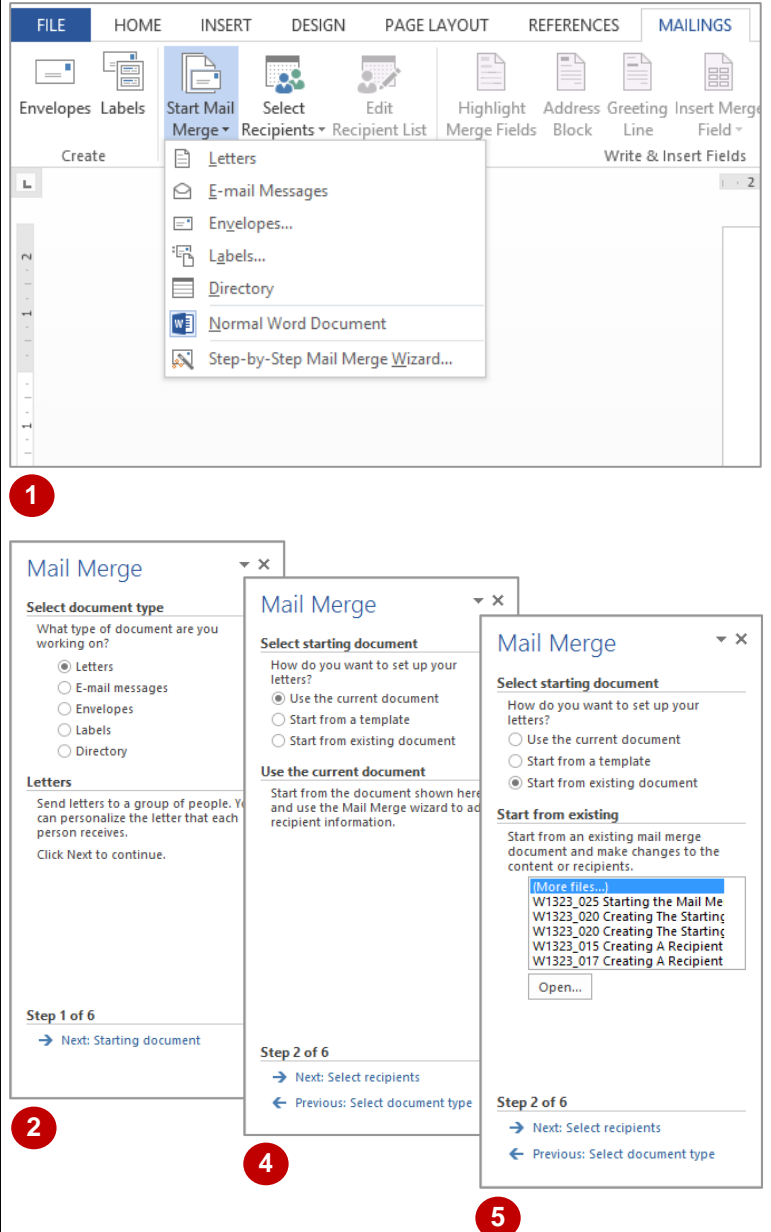 FILE HOME INSERT DESIGN PAGE LAYOUT REFERENCES MAILINGS
Envelopes Labels Start Mail Select Edit Highlight Address Greeting Insert Merge
Merge Recipients Recipient List Merge Fields Block Line Field
Create Write & Insert Fields
Letters
E-mail Messages
Envelopes...
Labels...
Directory
Normal Word Document
Step-by-Step Mail Merge Wizard...
2
2
1
1
1
Mail Merge
Select document type
What type of document are you
working on?
Letters
E-mail messages
Envelopes
Labels
Directory
Letters
Send letters to a group of people. Y
can personalize the letter that each
person receives.
Click Next to continue.
Step 1 of 6
Next: Starting document
2
Mail Merge
Select starting document
How do you want to set up your
letters?
Use the current document
Start from a template
Start from existing document
Use the current document
Start from the document shown here
and use the Mail Merge wizard to ad
recipient information.
Step 2 of 6
Next: Select recipients
Previous: Select document type
4
Mail Merge
Select starting document
How do you want to set up your
letters?
Use the current document
Start from a template
Start from existing document
Start from existing
Start from an existing mail merge
document and make changes to the
content or recipients.
(More files...)
W1323_025 Starting the Mail Me
W1323_020 Creating The Starting
W1323_020 Creating The Starting
W1323_015 Creating A Recipient
W1323_017 Creating A Recipient
Open...
Step 2 of 6
Next: Select recipients
Previous: Select document type
5